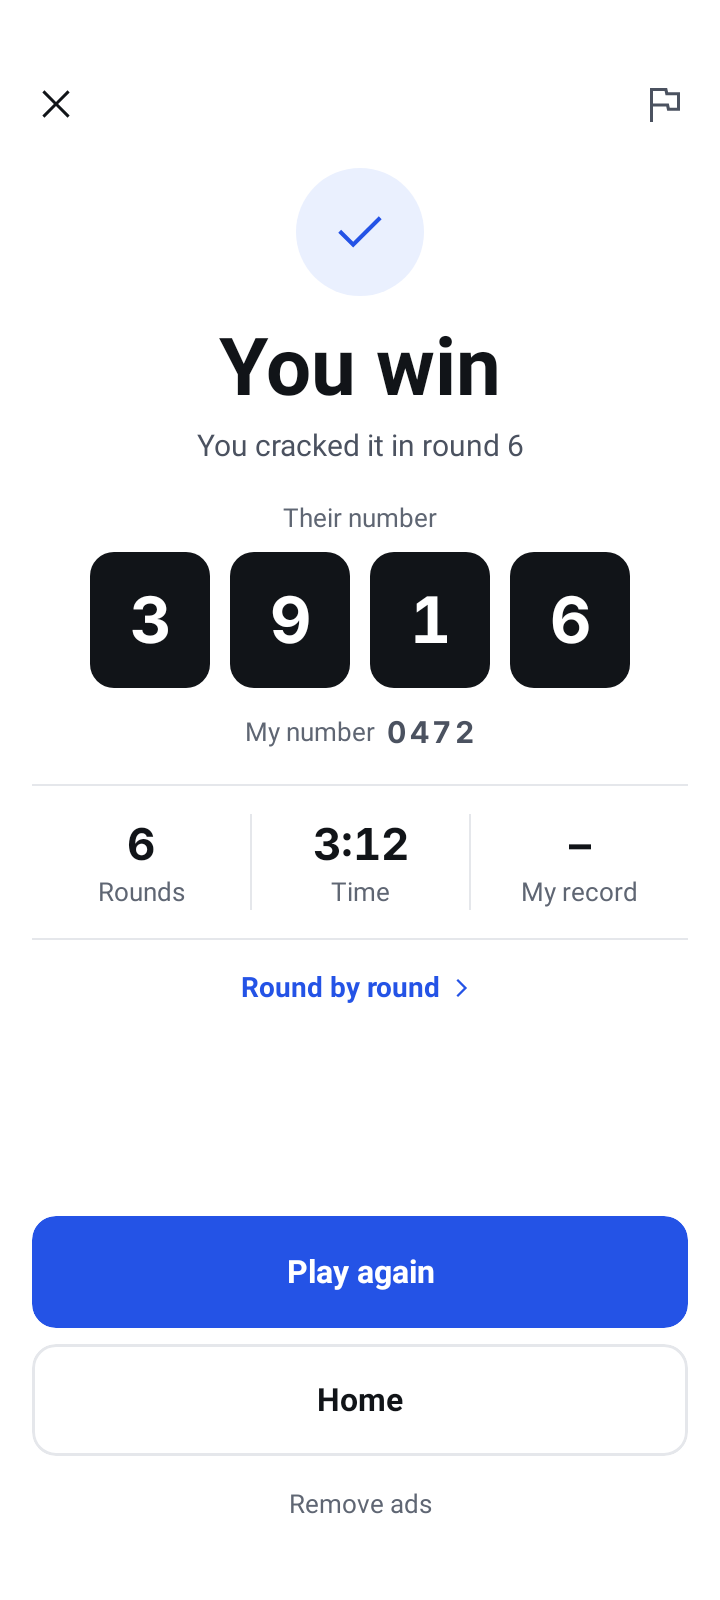 You win
You cracked it in round 6
Their number
3 9 1 6
My number 0472
6 3:12 –
Rounds Time My record
Round by round
Play again
Home
Remove ads